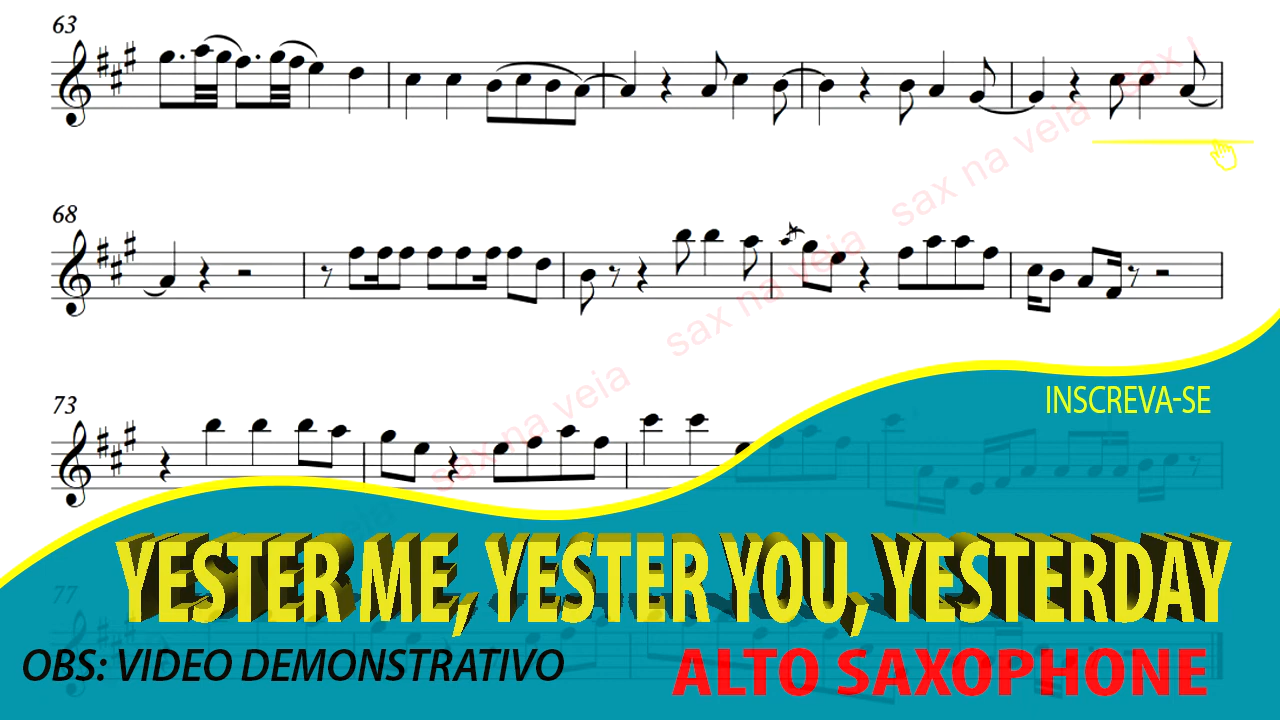 63
sax na veia
68
sax na veia
sax na veia
73
sax na veia
INSCREVA-SE
YESTER ME, YESTER YOU, YESTERDAY
77
OBS: VIDEO DEMONSTRATIVO
ALTO SAXOPHONE